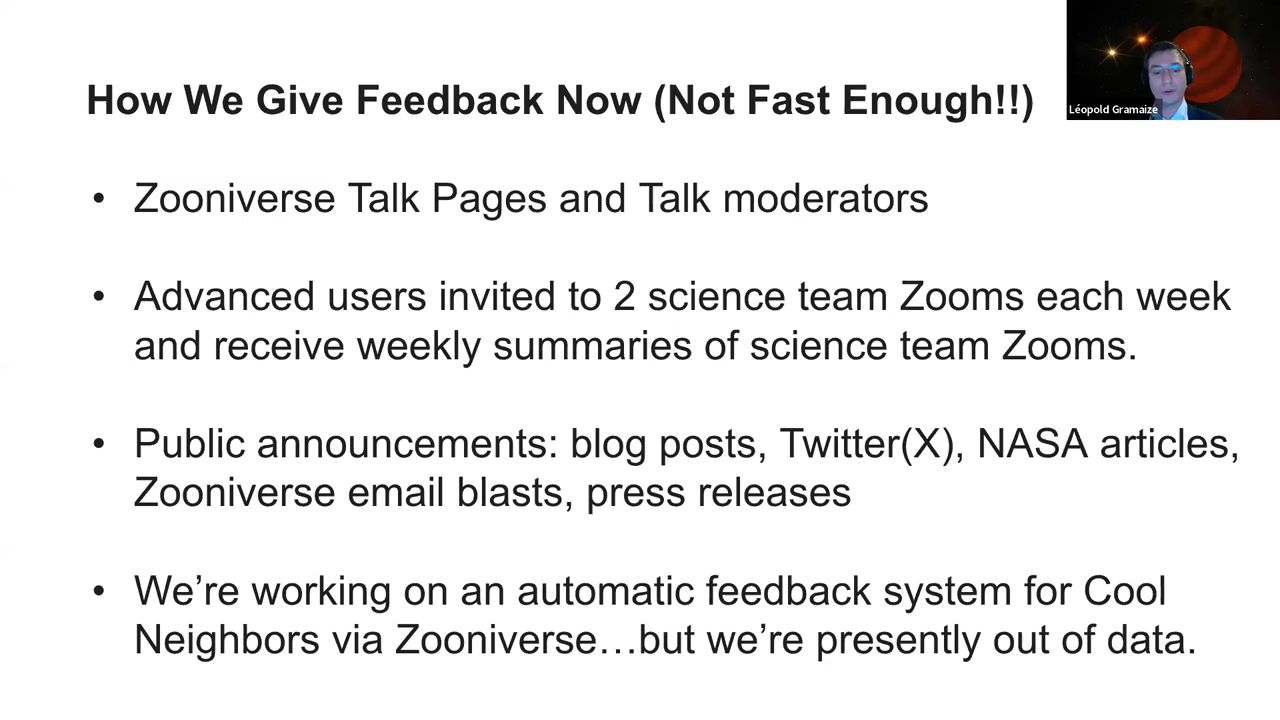 How We Give Feedback Now (Not Fast Enough!!)
Léopold Gramaize
• Zooniverse Talk Pages and Talk moderators
• Advanced users invited to 2 science team Zooms each week
and receive weekly summaries of science team Zooms.
• Public announcements: blog posts, Twitter(X), NASA articles,
Zooniverse email blasts, press releases
• We’re working on an automatic feedback system for Cool
Neighbors via Zooniverse…but we’re presently out of data.